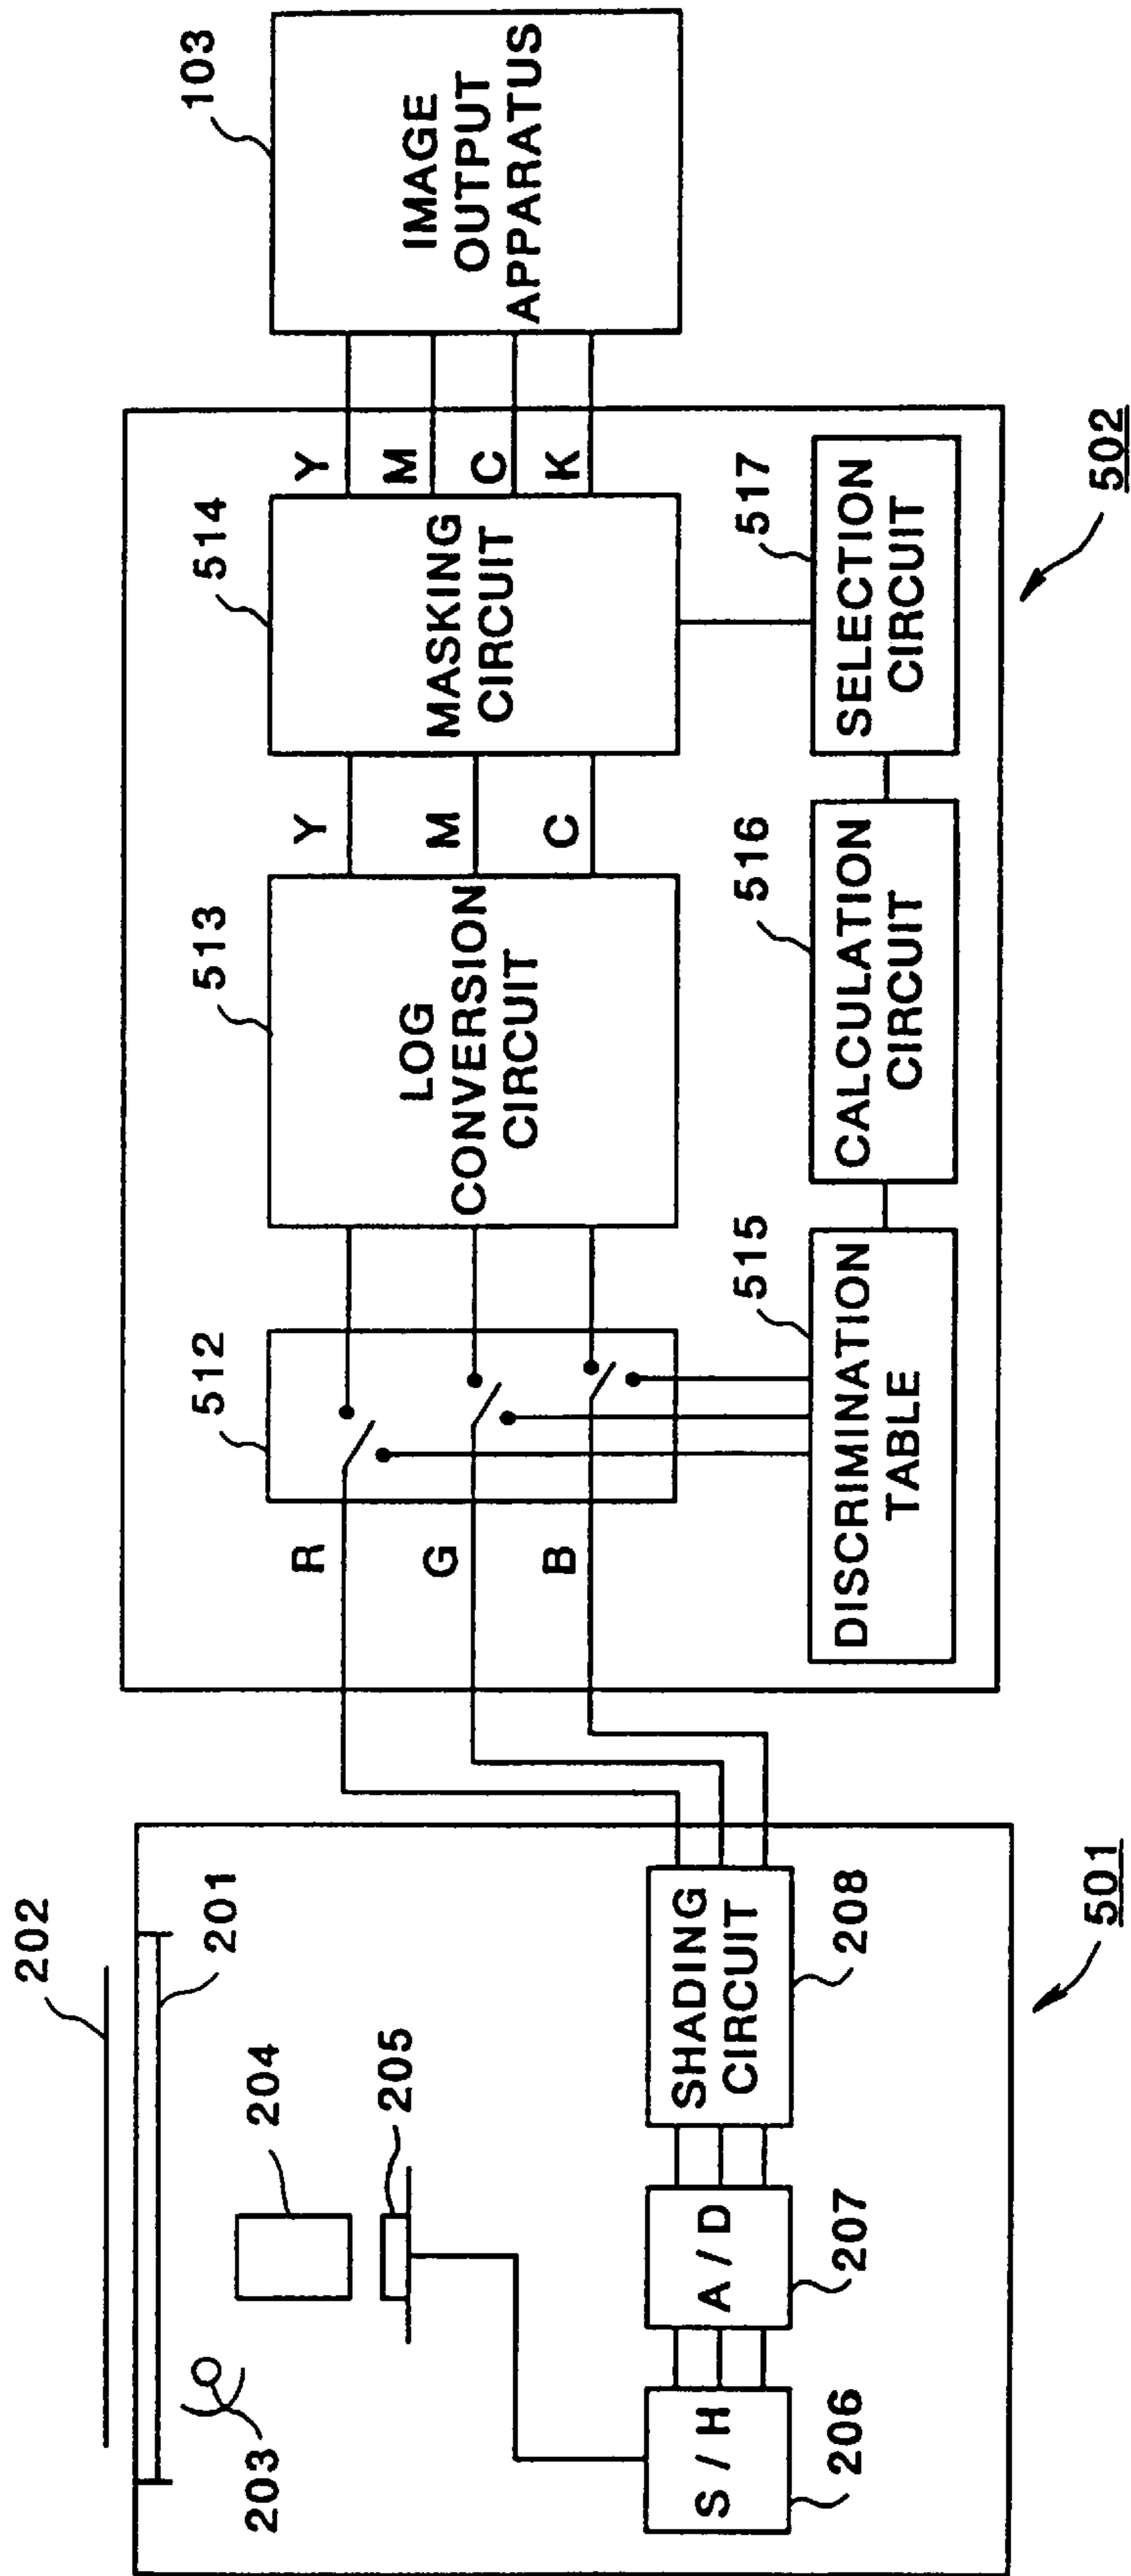 202
201
203
204
205
S / H
206
A / D
207
SHADING
CIRCUIT
208
501
R
G
B
512
LOG
CONVERSION
CIRCUIT
513
Y
M
C
MASKING
CIRCUIT
514
Y
M
C
K
DISCRIMINATION
TABLE
515
CALCULATION
CIRCUIT
516
SELECTION
CIRCUIT
517
502
IMAGE
OUTPUT
APPARATUS
103